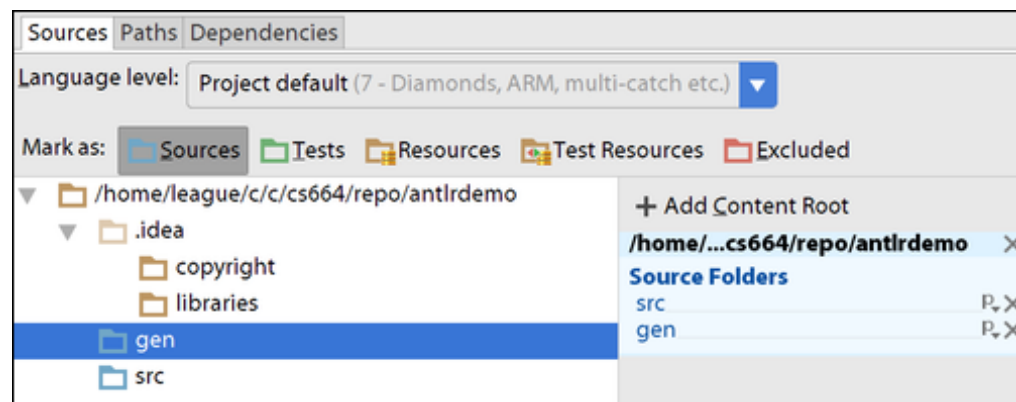 Sources Paths Dependencies
Language level: Project default (7 - Diamonds, ARM, multi-catch etc.)
Mark as: Sources Tests Resources Test Resources Excluded
/home/league/c/c/cs664/repo/antlrdemo
.idea
copyright
libraries
gen
src
+ Add Content Root
/home/...cs664/repo/antlrdemo
Source Folders
src
gen